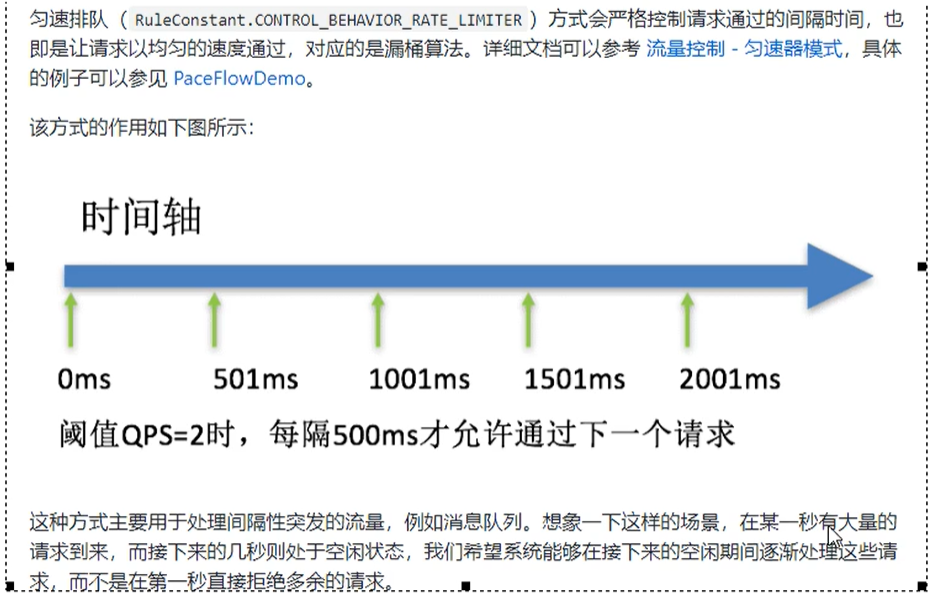 匀速排队（RuleConstant.CONTROL_BEHAVIOR_RATE_LIMITER）方式会严格控制请求通过的间隔时间，也
即是让请求以均匀的速度通过，对应的是漏桶算法。详细文档可以参考 流量控制 - 匀速器模式，具体
的例子可以参见 PaceFlowDemo。
该方式的作用如下图所示：
时间轴
0ms 501ms 1001ms 1501ms 2001ms
阈值QPS=2时，每隔500ms才允许通过下一个请求
这种方式主要用于处理间隔性突发的流量，例如消息队列。想象一下这样的场景，在某一秒有大量的
请求到来，而接下来的几秒则处于空闲状态，我们希望系统能够在接下来的空闲期间逐渐处理这些请
求，而不是在第一秒直接拒绝多余的请求。